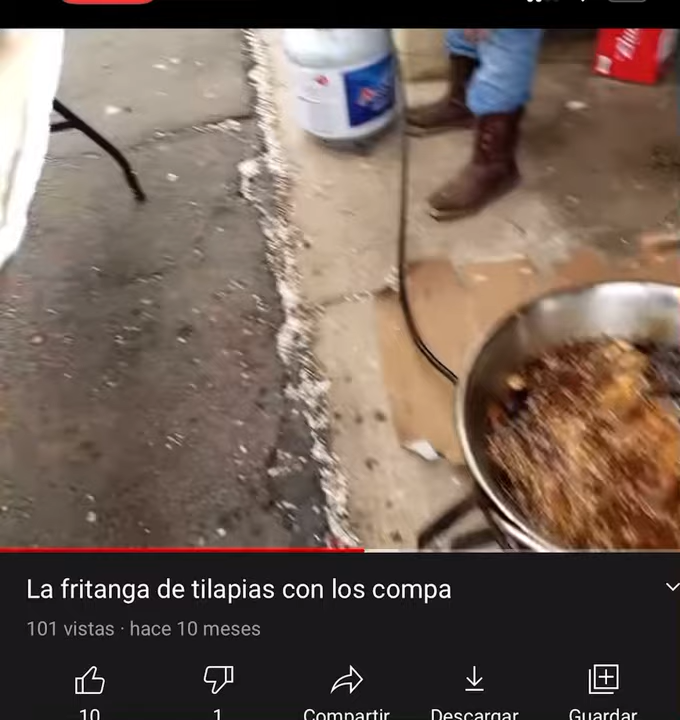 La fritanga de tilapias con los compa
101 vistas · hace 10 meses
10
1
Compartir
Descargar
Guardar